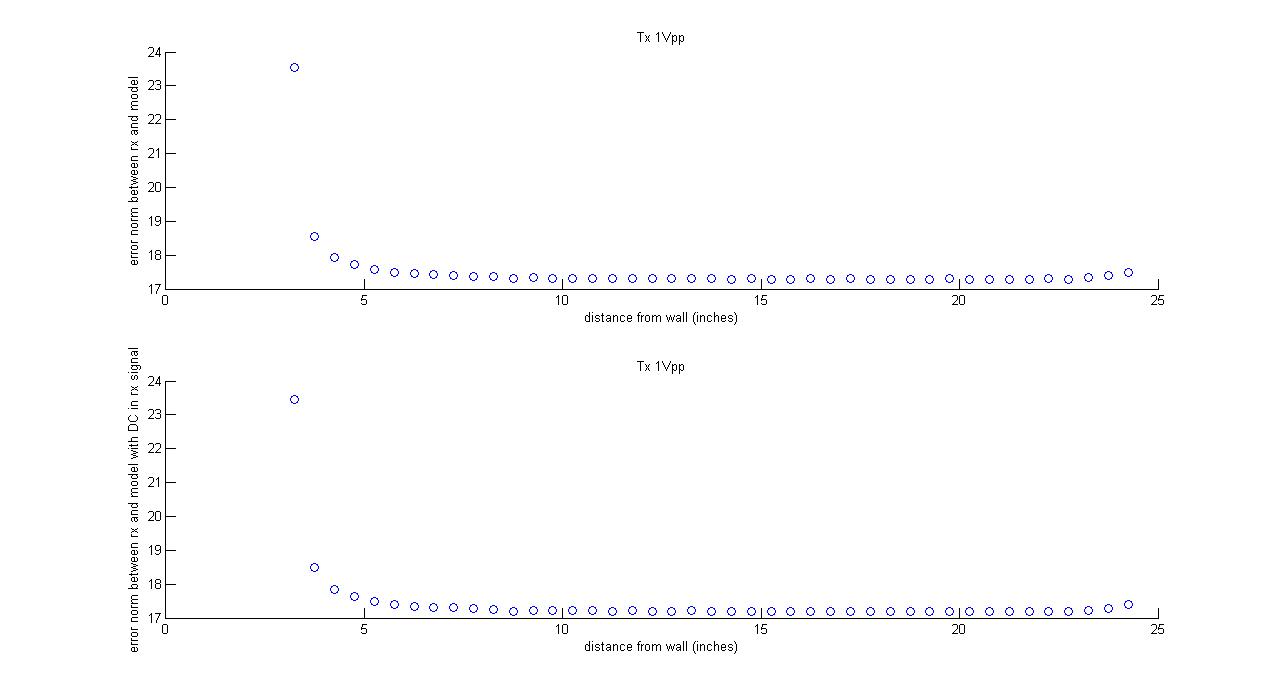 Tx 1Vpp
error norm between rx and model
24
23
22
21
20
19
18
17
0 5 10 15 20 25
distance from wall (inches)
Tx 1Vpp
error norm between rx and model with DC in rx signal
24
23
22
21
20
19
18
17
0 5 10 15 20 25
distance from wall (inches)